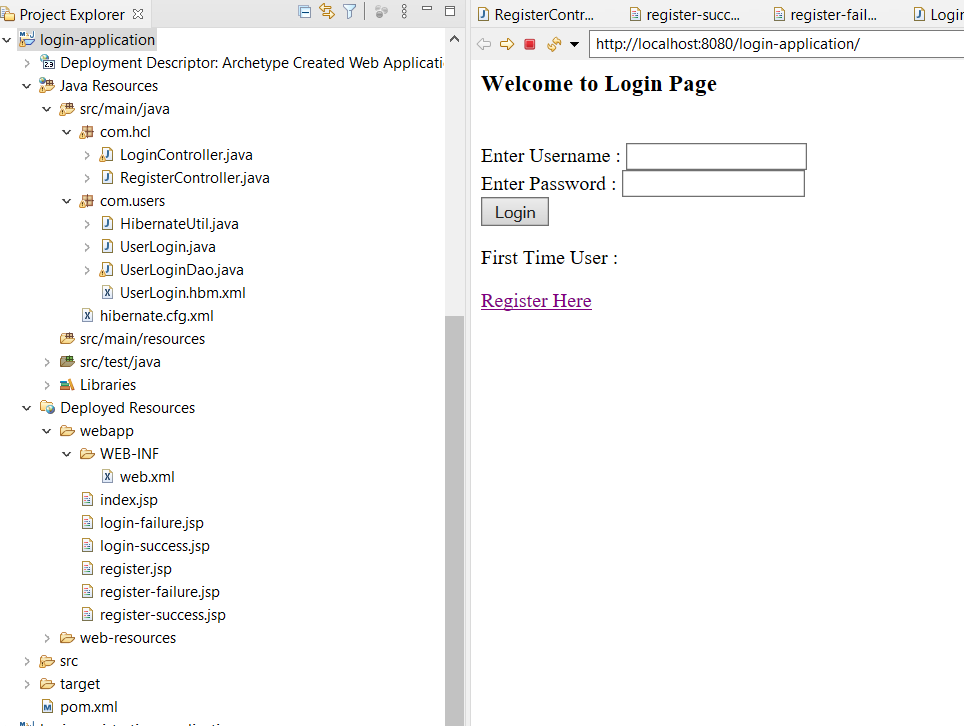 Project Explorer
login-application
Deployment Descriptor: Archetype Created Web Applicati
Java Resources
src/main/java
com.hcl
LoginController.java
RegisterController.java
com.users
HibernateUtil.java
UserLogin.java
UserLoginDao.java
UserLogin.hbm.xml
hibernate.cfg.xml
src/main/resources
src/test/java
Libraries
Deployed Resources
webapp
WEB-INF
web.xml
index.jsp
login-failure.jsp
login-success.jsp
register.jsp
register-failure.jsp
register-success.jsp
web-resources
src
target
pom.xml
RegisterContr... register-succ... register-fail... Login
http://localhost:8080/login-application/
Welcome to Login Page
Enter Username :
Enter Password :
Login
First Time User :
Register Here